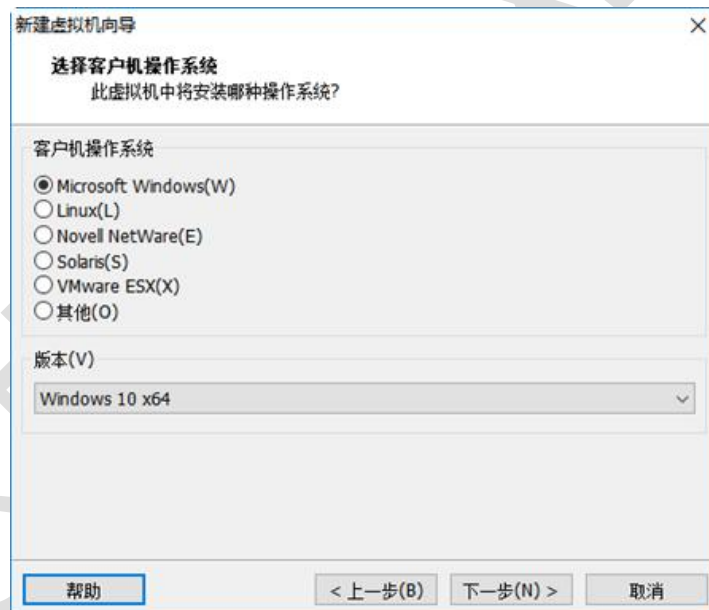 新建虚拟机向导
选择客户机操作系统
此虚拟机中将安装哪种操作系统?
客户机操作系统
Microsoft Windows(W)
Linux(L)
Novell NetWare(E)
Solaris(S)
VMware ESX(X)
其他(O)
版本(V)
Windows 10 x64
帮助 < 上一步(B) 下一步(N) > 取消